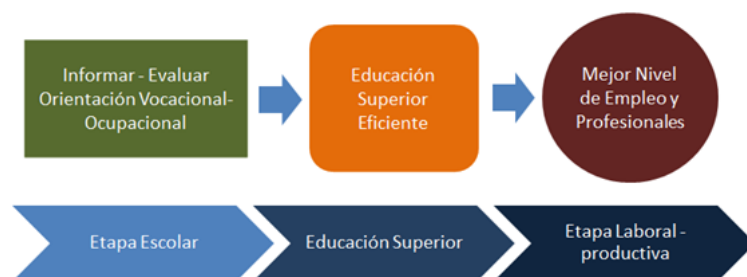 Informar - Evaluar
Orientación Vocacional-
Ocupacional
Educación
Superior
Eficiente
Mejor Nivel
de Empleo y
Profesionales
Etapa Escolar
Educación Superior
Etapa Laboral -
productiva